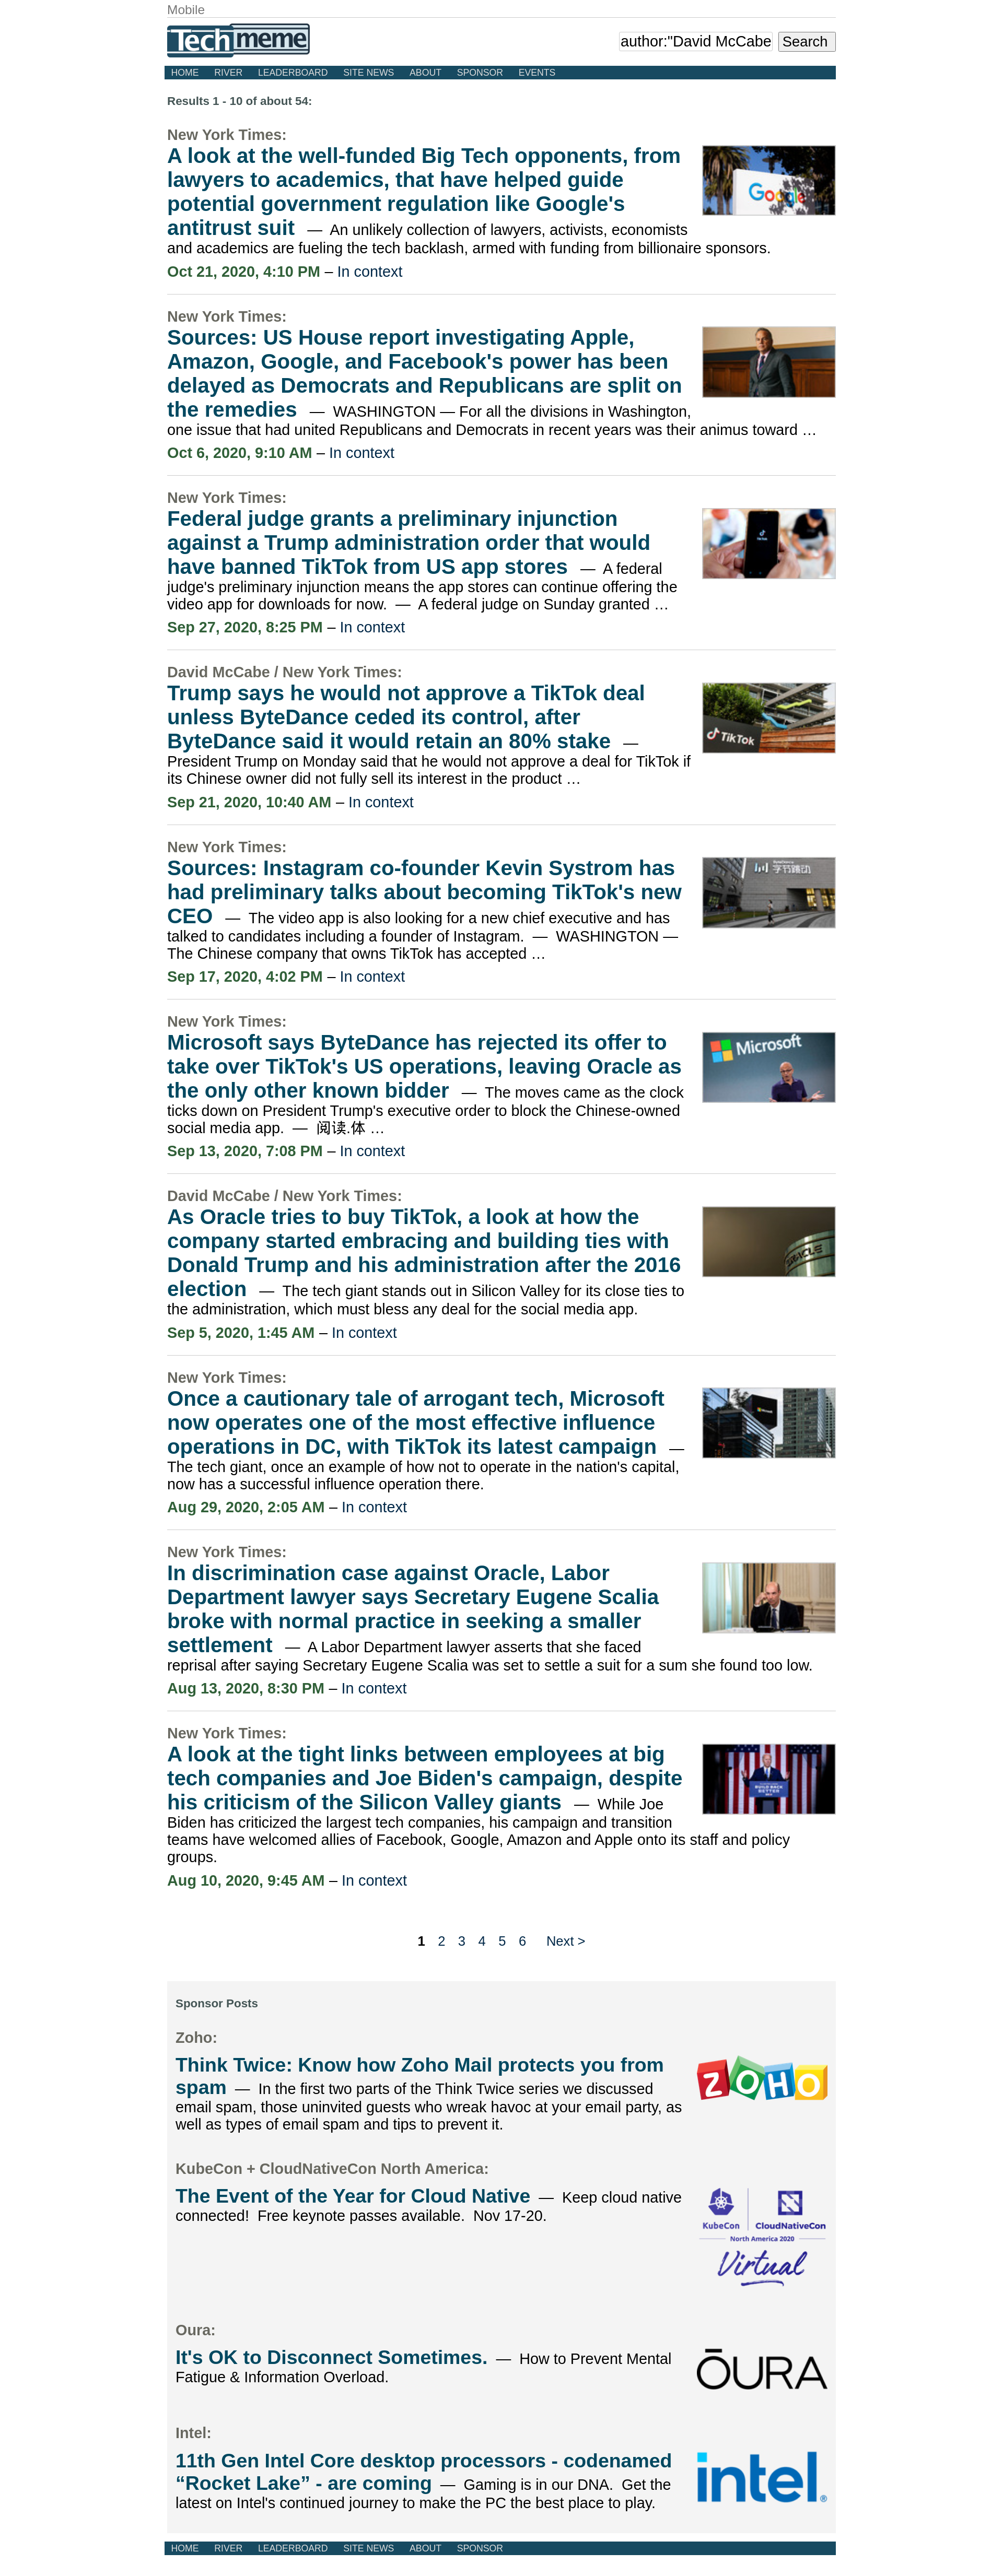 Mobile
Techmeme
author:"David McCabe
Search
HOME RIVER LEADERBOARD SITE NEWS ABOUT SPONSOR EVENTS
Results 1 - 10 of about 54:
New York Times:
A look at the well-funded Big Tech opponents, from
lawyers to academics, that have helped guide
potential government regulation like Google's
antitrust suit — An unlikely collection of lawyers, activists, economists
and academics are fueling the tech backlash, armed with funding from billionaire sponsors.
Google
Oct 21, 2020, 4:10 PM – In context
New York Times:
Sources: US House report investigating Apple,
Amazon, Google, and Facebook's power has been
delayed as Democrats and Republicans are split on
the remedies — WASHINGTON — For all the divisions in Washington,
one issue that had united Republicans and Democrats in recent years was their animus toward …
Oct 6, 2020, 9:10 AM – In context
New York Times:
Federal judge grants a preliminary injunction
against a Trump administration order that would
have banned TikTok from US app stores — A federal
judge's preliminary injunction means the app stores can continue offering the
video app for downloads for now. — A federal judge on Sunday granted …
TikTok
Sep 27, 2020, 8:25 PM – In context
David McCabe / New York Times:
Trump says he would not approve a TikTok deal
unless ByteDance ceded its control, after
ByteDance said it would retain an 80% stake —
President Trump on Monday said that he would not approve a deal for TikTok if
its Chinese owner did not fully sell its interest in the product …
TikTok
Sep 21, 2020, 10:40 AM – In context
New York Times:
Sources: Instagram co-founder Kevin Systrom has
had preliminary talks about becoming TikTok's new
CEO — The video app is also looking for a new chief executive and has
talked to candidates including a founder of Instagram. — WASHINGTON —
The Chinese company that owns TikTok has accepted …
字节跳动
Sep 17, 2020, 4:02 PM – In context
New York Times:
Microsoft says ByteDance has rejected its offer to
take over TikTok's US operations, leaving Oracle as
the only other known bidder — The moves came as the clock
ticks down on President Trump's executive order to block the Chinese-owned
social media app. — 阅读.体 …
Microsoft
Sep 13, 2020, 7:08 PM – In context
David McCabe / New York Times:
As Oracle tries to buy TikTok, a look at how the
company started embracing and building ties with
Donald Trump and his administration after the 2016
election — The tech giant stands out in Silicon Valley for its close ties to
the administration, which must bless any deal for the social media app.
ORACLE
Sep 5, 2020, 1:45 AM – In context
New York Times:
Once a cautionary tale of arrogant tech, Microsoft
now operates one of the most effective influence
operations in DC, with TikTok its latest campaign —
The tech giant, once an example of how not to operate in the nation's capital,
now has a successful influence operation there.
Aug 29, 2020, 2:05 AM – In context
New York Times:
In discrimination case against Oracle, Labor
Department lawyer says Secretary Eugene Scalia
broke with normal practice in seeking a smaller
settlement — A Labor Department lawyer asserts that she faced
reprisal after saying Secretary Eugene Scalia was set to settle a suit for a sum she found too low.
Aug 13, 2020, 8:30 PM – In context
New York Times:
A look at the tight links between employees at big
tech companies and Joe Biden's campaign, despite
his criticism of the Silicon Valley giants — While Joe
Biden has criticized the largest tech companies, his campaign and transition
teams have welcomed allies of Facebook, Google, Amazon and Apple onto its staff and policy
groups.
BUILD BACK
BETTER
Aug 10, 2020, 9:45 AM – In context
1 2 3 4 5 6 Next >
Sponsor Posts
Zoho:
Think Twice: Know how Zoho Mail protects you from
spam — In the first two parts of the Think Twice series we discussed
email spam, those uninvited guests who wreak havoc at your email party, as
well as types of email spam and tips to prevent it.
ZOHO
KubeCon + CloudNativeCon North America:
The Event of the Year for Cloud Native — Keep cloud native
connected! Free keynote passes available. Nov 17-20.
KubeCon CloudNativeCon
North America 2020
Virtual
Oura:
It's OK to Disconnect Sometimes. — How to Prevent Mental
Fatigue & Information Overload.
ŌURA
Intel:
11th Gen Intel Core desktop processors - codenamed
“Rocket Lake” - are coming — Gaming is in our DNA. Get the
latest on Intel's continued journey to make the PC the best place to play.
intel®
HOME RIVER LEADERBOARD SITE NEWS ABOUT SPONSOR